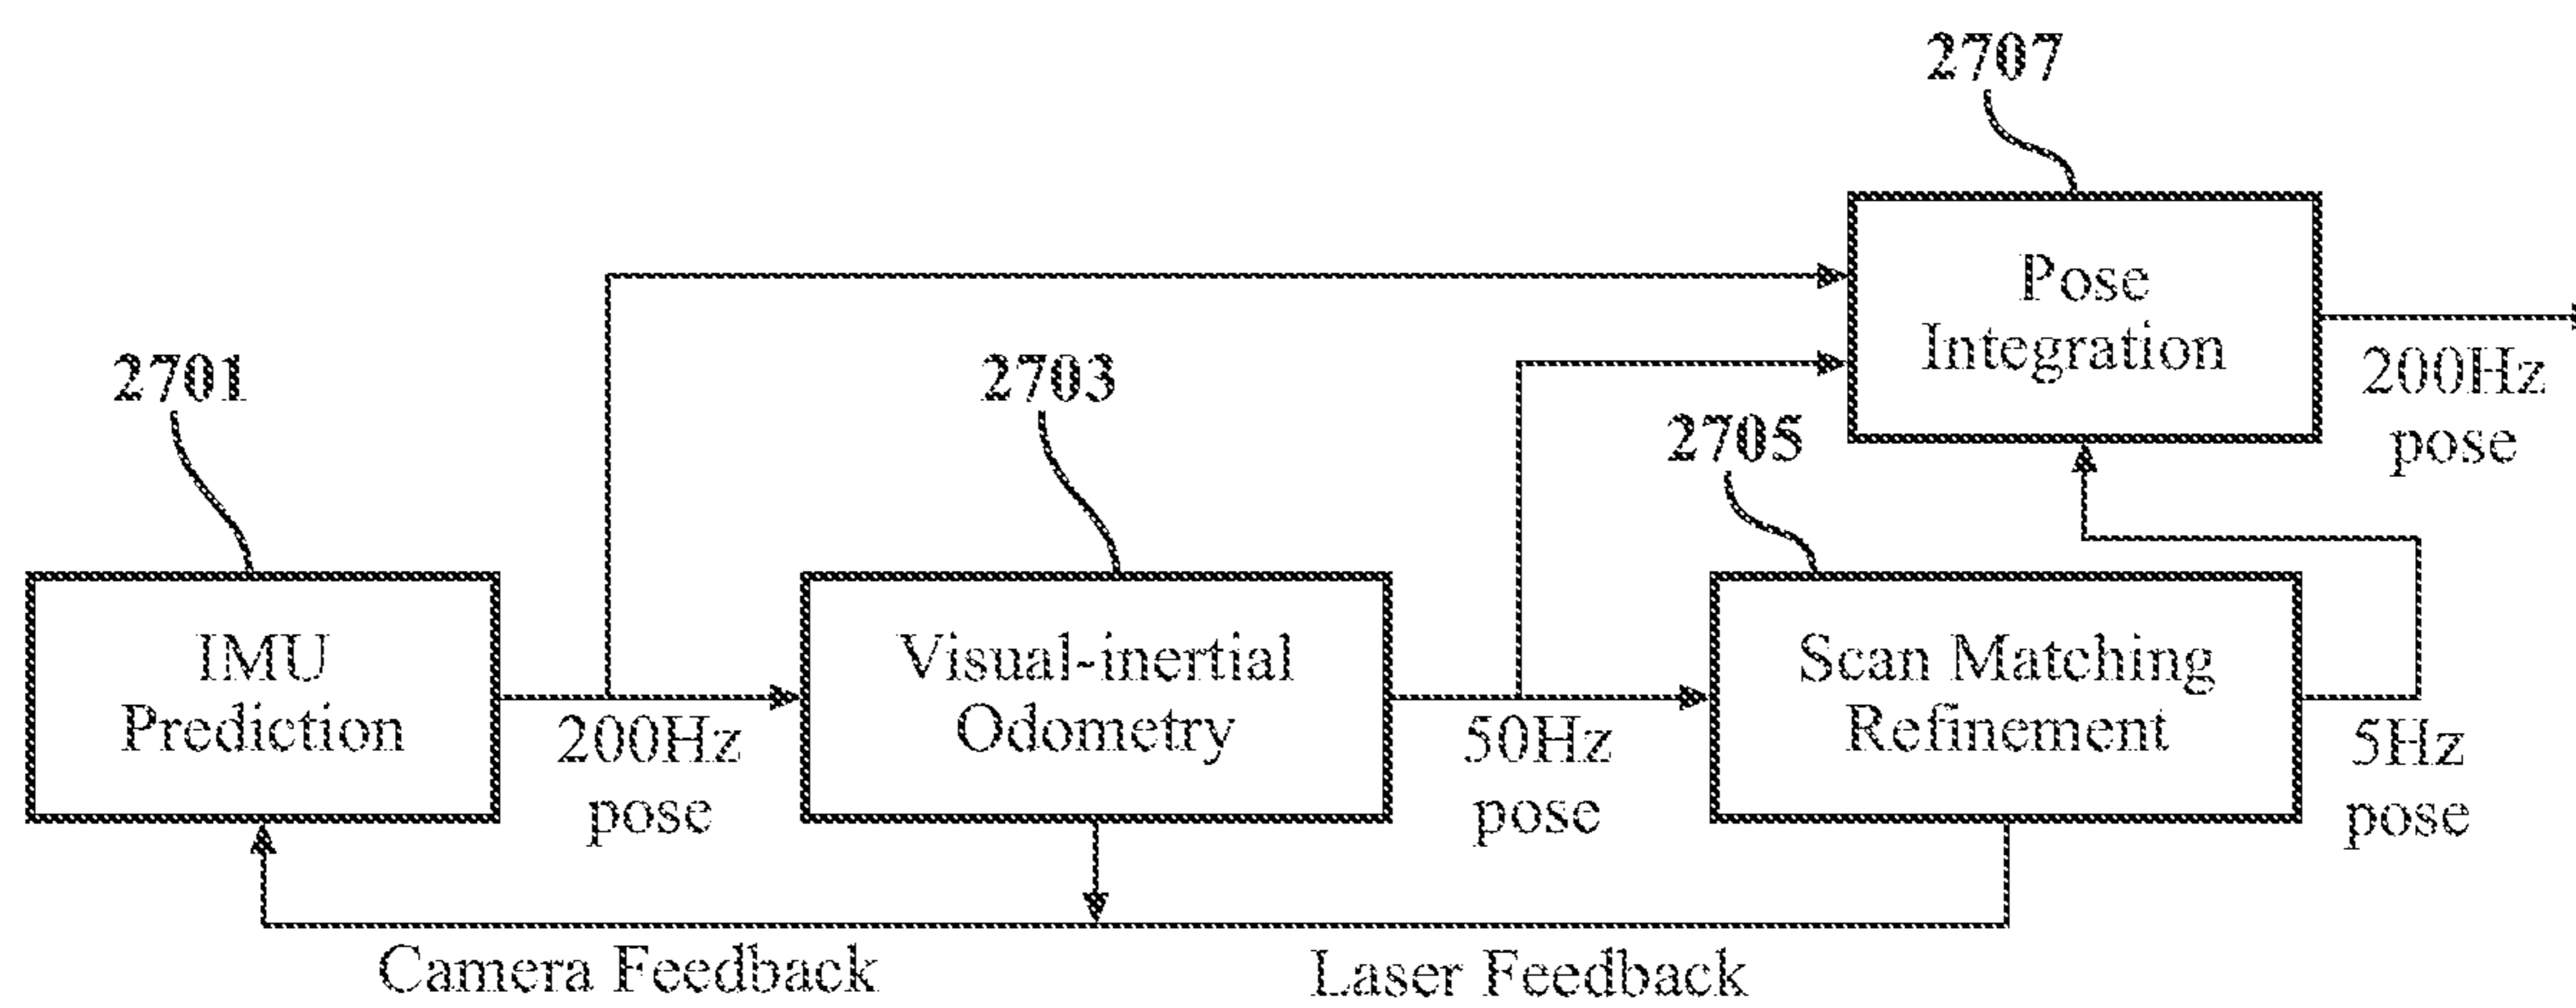 2707
Pose
Integration
200Hz
pose
2701
2703
2705
IMU
Prediction
200Hz
pose
Visual-inertial
Odometry
50Hz
pose
Scan Matching
Refinement
5Hz
pose
Camera Feedback
Laser Feedback